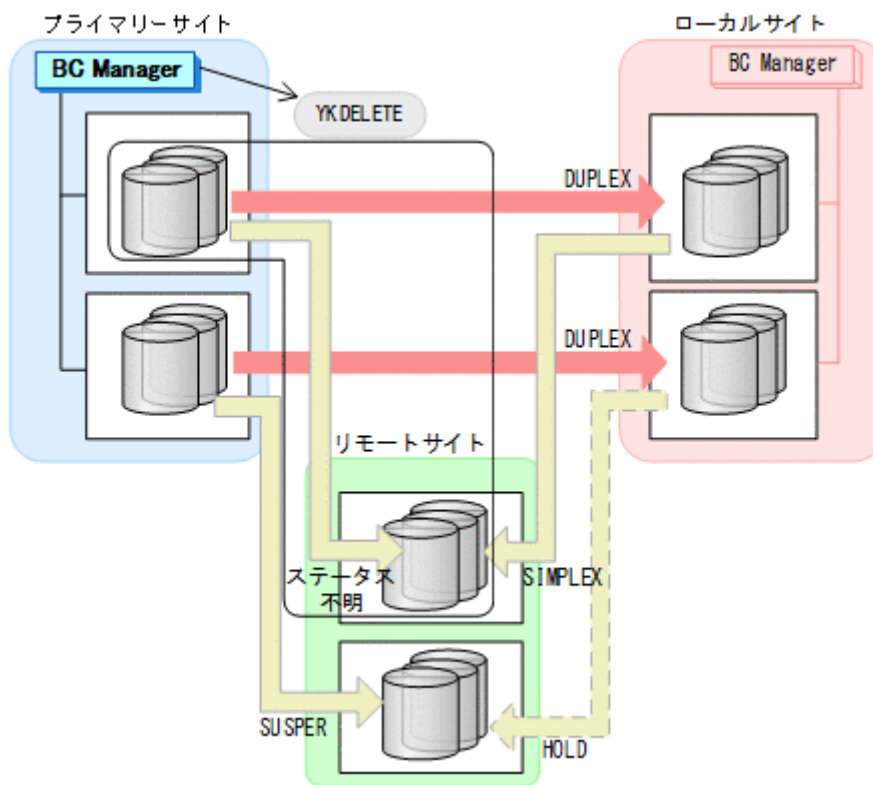 プライマリーサイト
ローカルサイト
BC Manager
BC Manager
YKDELETE
DUPLEX
DUPLEX
リモートサイト
ステータス
不明
SIMPLEX
SUSPER
HOLD